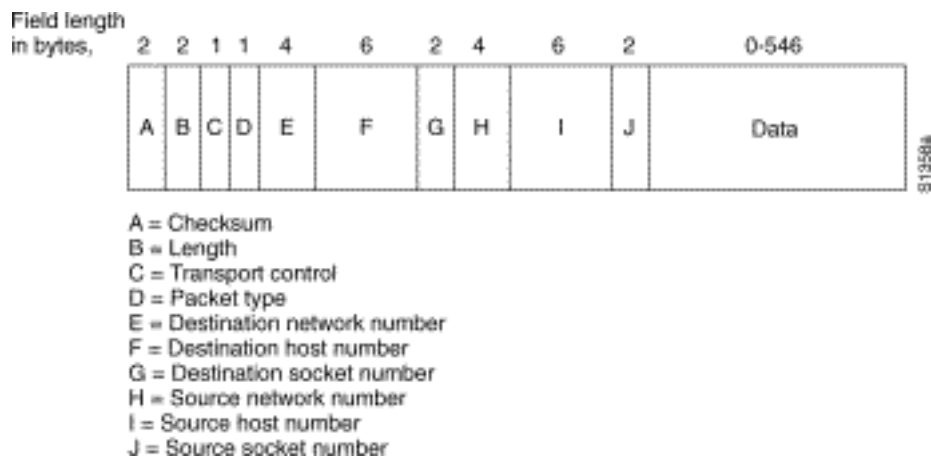 Field length
in bytes, 2 2 1 1 4 6 2 4 6 2 0-546
A B C D E F G H I J Data
S1358a
A = Checksum
B = Length
C = Transport control
D = Packet type
E = Destination network number
F = Destination host number
G = Destination socket number
H = Source network number
I = Source host number
J = Source socket number